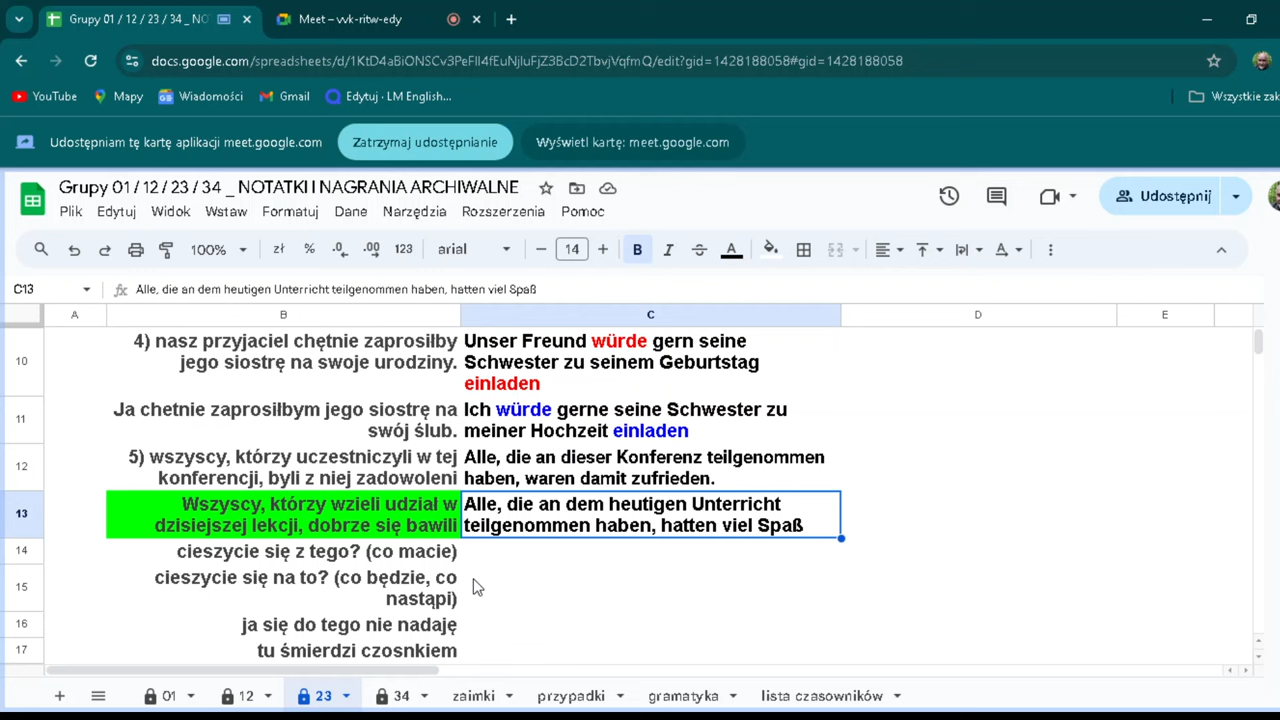 Grupy 01 / 12 / 23 / 34 _ NO
Meet – vvk-ritw-edy
docs.google.com/spreadsheets/d/1KtD4aBiONSCv3PeFIl4fEuNjluFjZ3BcD2TbvjVqfmQ/edit?gid=1428188058#gid=1428188058
YouTube Mapy Wiadomości Gmail Edytuj · LM English... Wszystkie zak
Udostępniam tę kartę aplikacji meet.google.com Zatrzymaj udostępnianie Wyświetl kartę: meet.google.com
Grupy 01 / 12 / 23 / 34 _ NOTATKI I NAGRANIA ARCHIWALNE
Udostępnij
Plik Edytuj Widok Wstaw Formatuj Dane Narzędzia Rozszerzenia Pomoc
100% zł % .0 .00 123 arial 14 B I A
C13 fx Alle, die an dem heutigen Unterricht teilgenommen haben, hatten viel Spaß
A B C D E
10 4) nasz przyjaciel chętnie zaprosiłby Unser Freund würde gern seine
jego siostrę na swoje urodziny. Schwester zu seinem Geburtstag
einladen
11 Ja chetnie zaprosiłbym jego siostrę na Ich würde gerne seine Schwester zu
swój ślub. meiner Hochzeit einladen
12 5) wszyscy, którzy uczestniczyli w tej Alle, die an dieser Konferenz teilgenommen
konferencji, byli z niej zadowoleni haben, waren damit zufrieden.
13 Wszyscy, którzy wzieli udział w Alle, die an dem heutigen Unterricht
dzisiejszej lekcji, dobrze się bawili teilgenommen haben, hatten viel Spaß
14 cieszycie się z tego? (co macie)
15 cieszycie się na to? (co będzie, co
nastąpi)
16 ja się do tego nie nadaję
17 tu śmierdzi czosnkiem
01 12 23 34 zaimki przypadki gramatyka lista czasowników